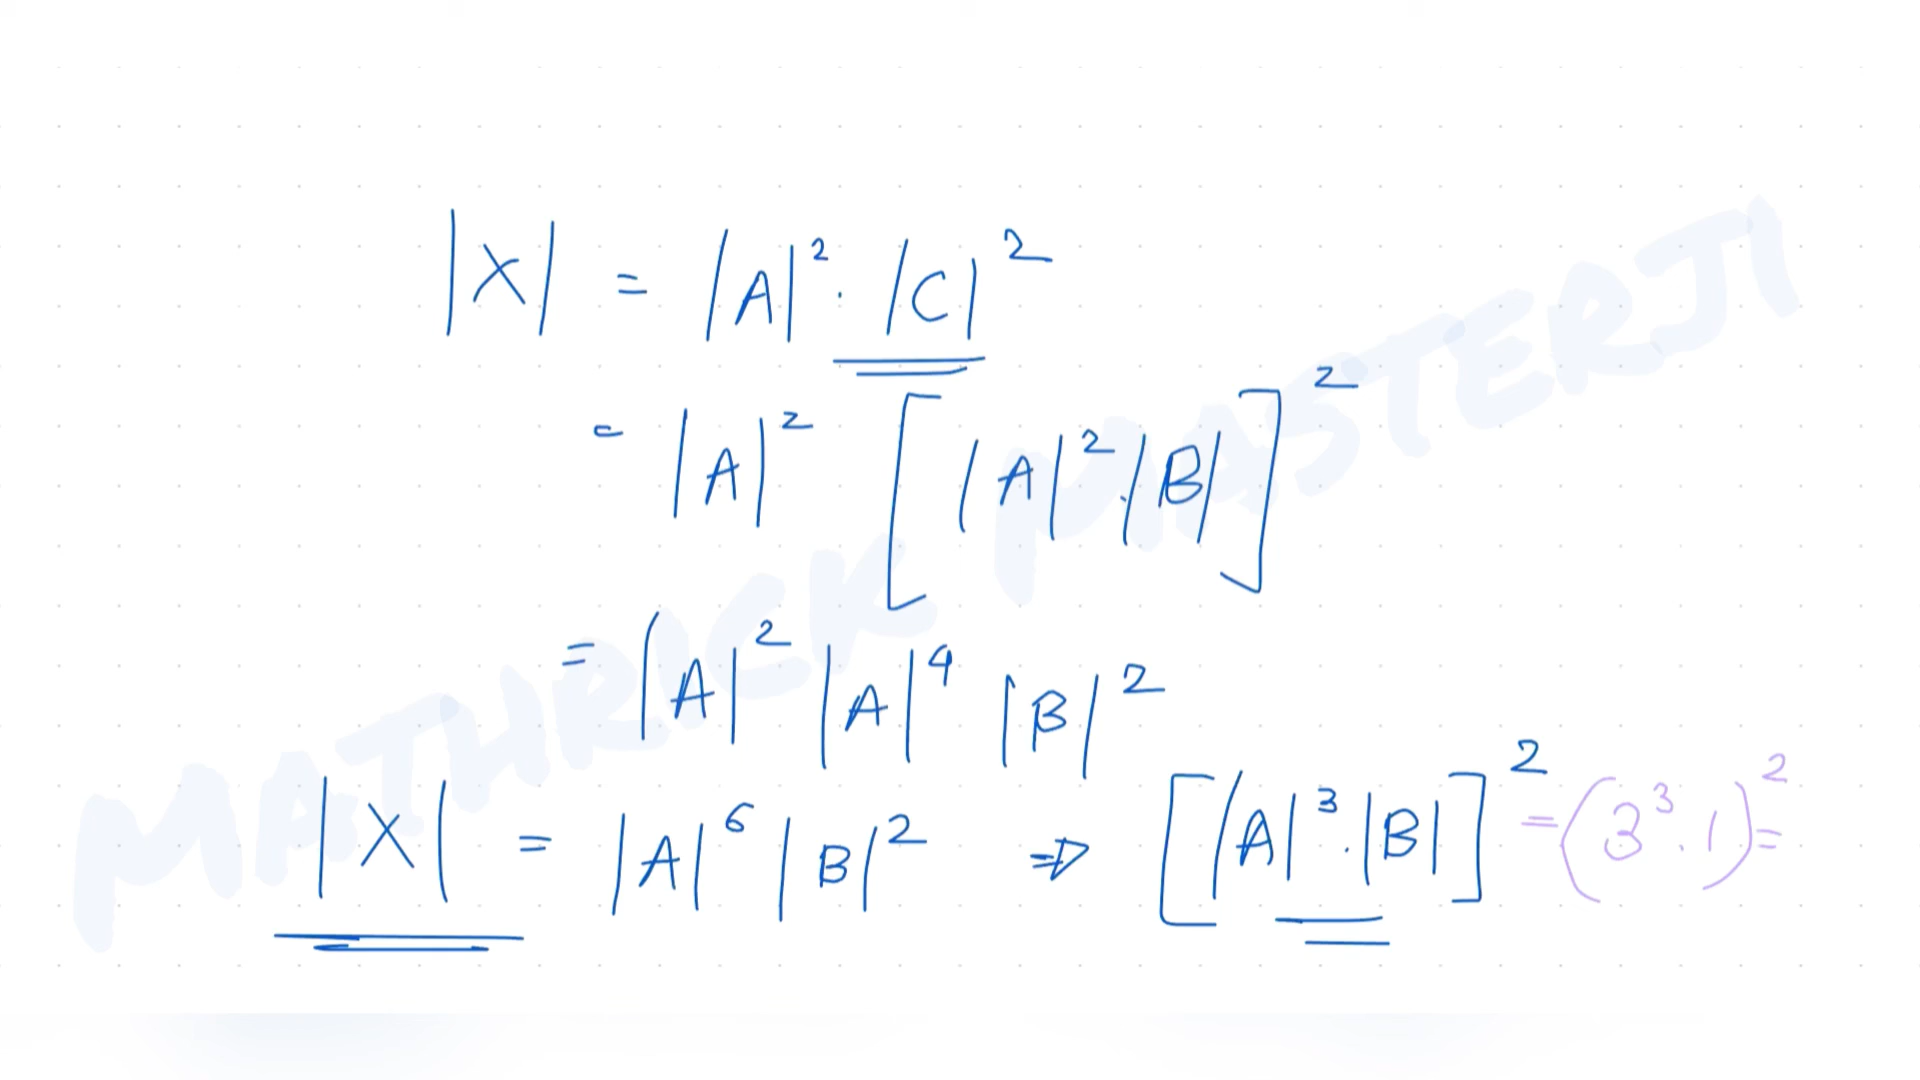 |X| = |A|² · |C|²
= |A|² [|A|² · |B|]²
= |A|² |A|⁴ |B|²
|X| = |A|⁶ |B|² ⇒ [|A|³ · |B|]² = (3³ · 1)² =
MATHRICK MASTERJI